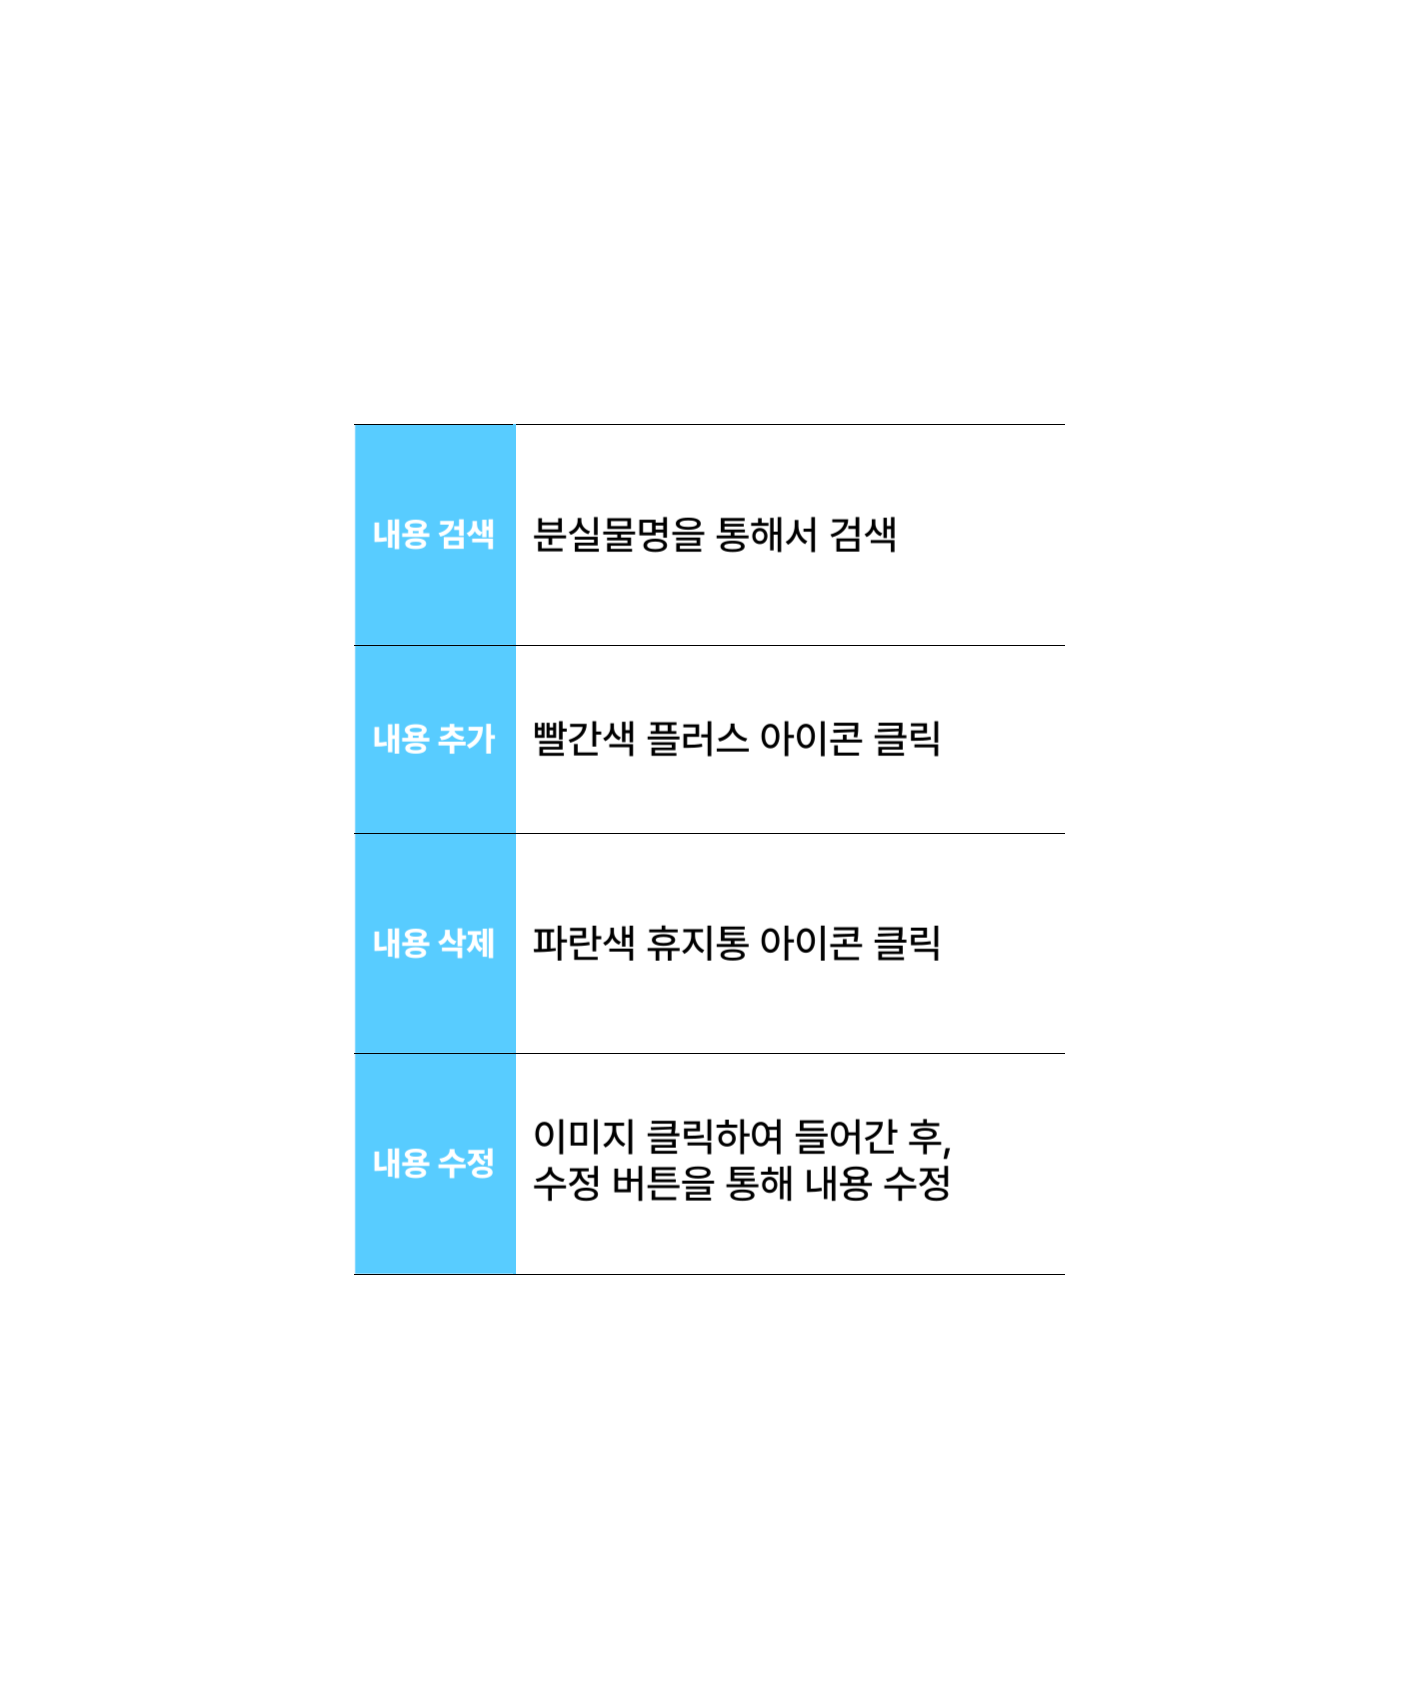 내용 검색
분실물명을 통해서 검색
내용 추가
빨간색 플러스 아이콘 클릭
내용 삭제
파란색 휴지통 아이콘 클릭
내용 수정
이미지 클릭하여 들어간 후,
수정 버튼을 통해 내용 수정